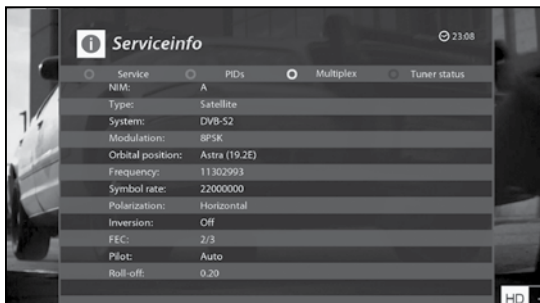 i Serviceinfo 23:08
Service PIDs Multiplex Tuner status
NIM: A
Type: Satellite
System: DVB-S2
Modulation: 8PSK
Orbital position: Astra (19.2E)
Frequency: 11302993
Symbol rate: 22000000
Polarization: Horizontal
Inversion: Off
FEC: 2/3
Pilot: Auto
Roll-off: 0.20
HD